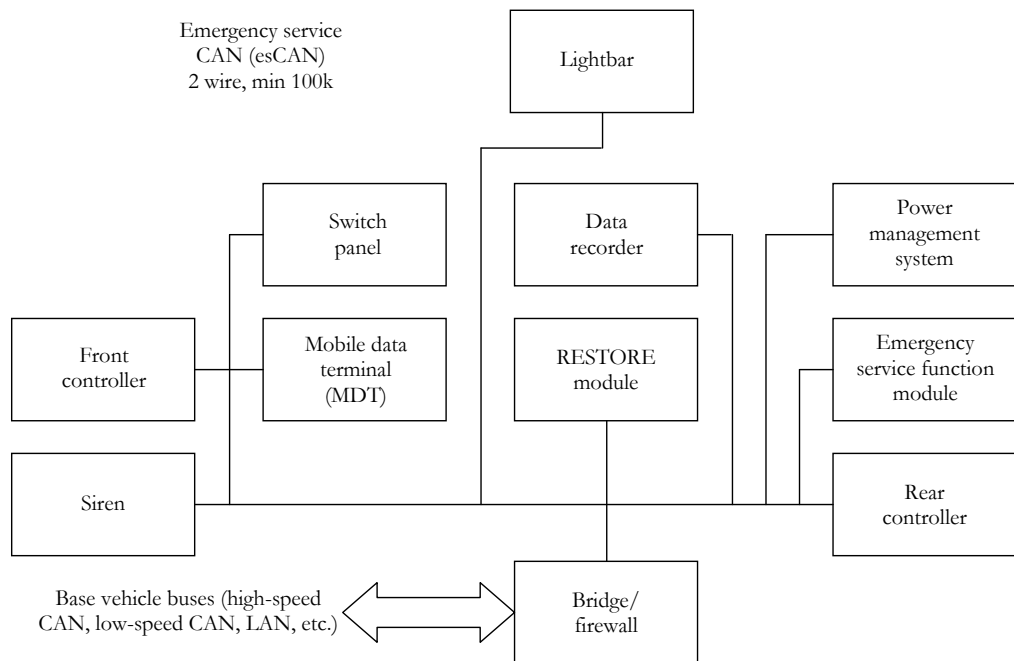 Emergency service
CAN (esCAN)
2 wire, min 100k
Lightbar
Switch
panel
Data
recorder
Power
management
system
Front
controller
Mobile data
terminal
(MDT)
RESTORE
module
Emergency
service function
module
Siren
Rear
controller
Base vehicle buses (high-speed
CAN, low-speed CAN, LAN, etc.)
Bridge/
firewall